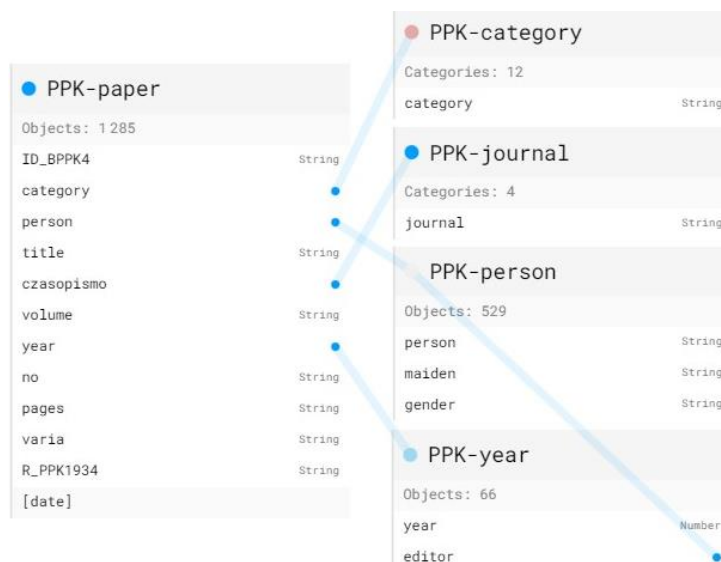 PPK-paper
Objects: 1 285
ID_BPPK4 String
category
person
title String
czasopismo
volume String
year
no String
pages String
varia String
R_PPK1934 String
[date]
PPK-category
Categories: 12
category String
PPK-journal
Categories: 4
journal String
PPK-person
Objects: 529
person String
maiden String
gender String
PPK-year
Objects: 66
year Number
editor